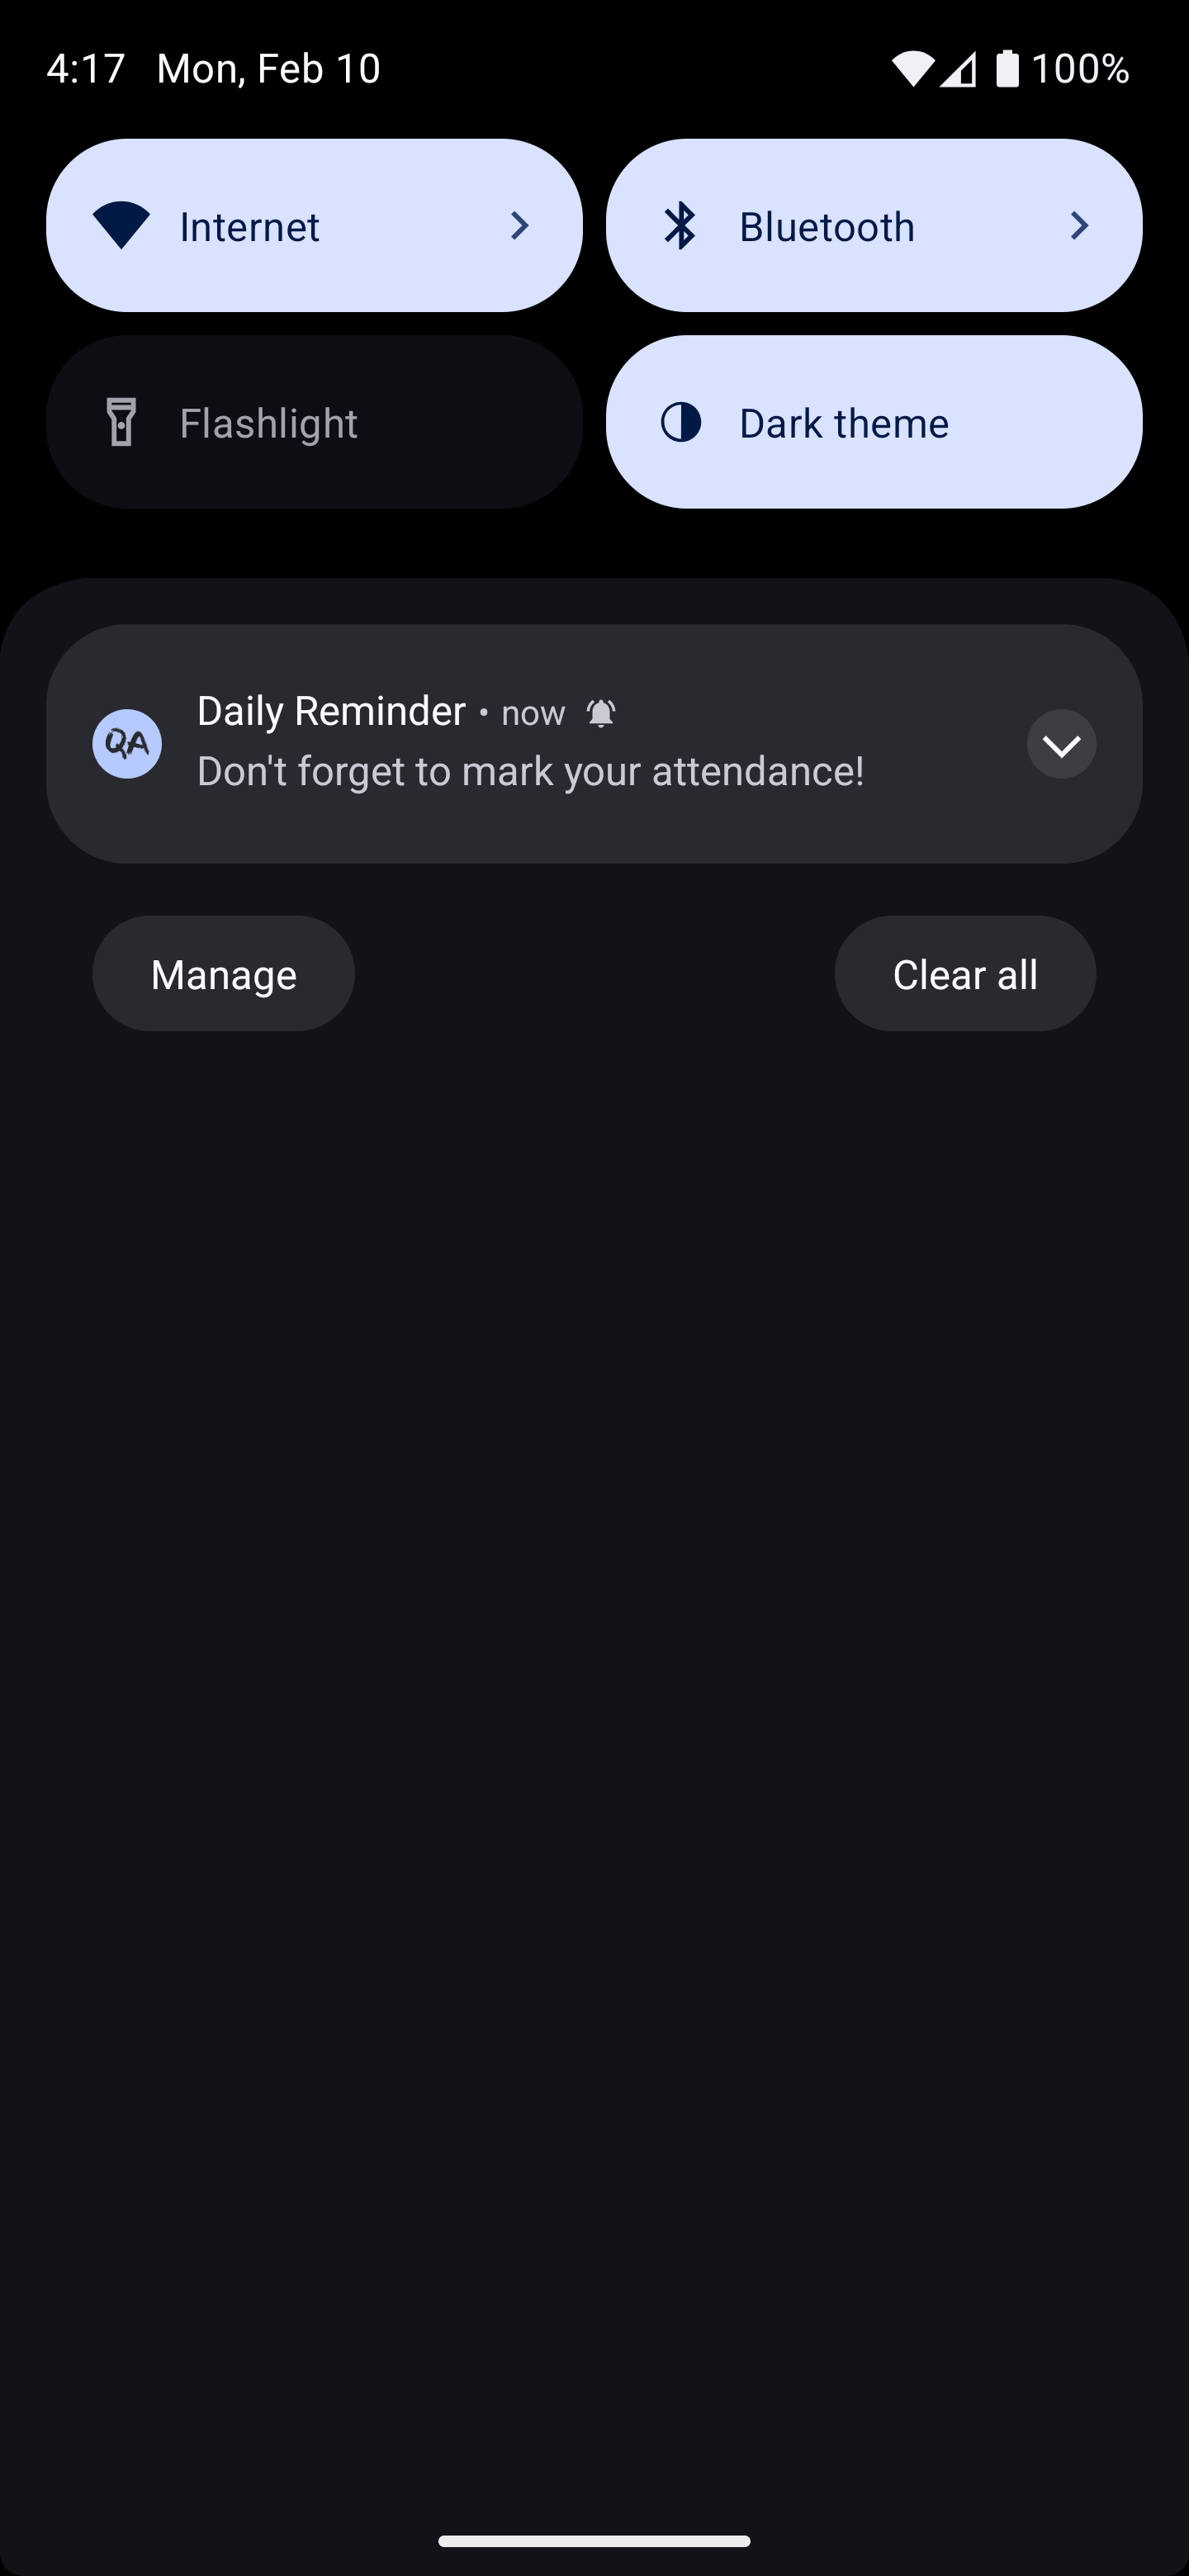 4:17 Mon, Feb 10 100%
Internet Bluetooth
Flashlight Dark theme
QA
Daily Reminder • now
Don't forget to mark your attendance!
Manage Clear all